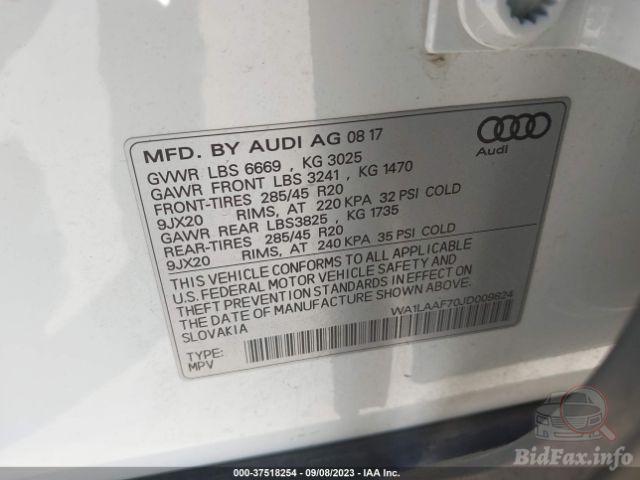 MFD. BY AUDI AG 08 17
GVWR LBS 6669 , KG 3025
GAWR FRONT LBS 3241 , KG 1470
FRONT-TIRES 285/45 R20
9JX20 RIMS, AT 220 KPA 32 PSI COLD
GAWR REAR LBS3825 , KG 1735
REAR-TIRES 285/45 R20
9JX20 RIMS, AT 240 KPA 35 PSI COLD
THIS VEHICLE CONFORMS TO ALL APPLICABLE
U.S. FEDERAL MOTOR VEHICLE SAFETY AND
THEFT PREVENTION STANDARDS IN EFFECT ON
DATE OF MANUFACTURE SHOWN ABOVE.
SLOVAKIA
WA1LAAF70JD009824
TYPE:
MPV
Audi
BidFax.info
000-37518254 - 09/08/2023 - IAA Inc.